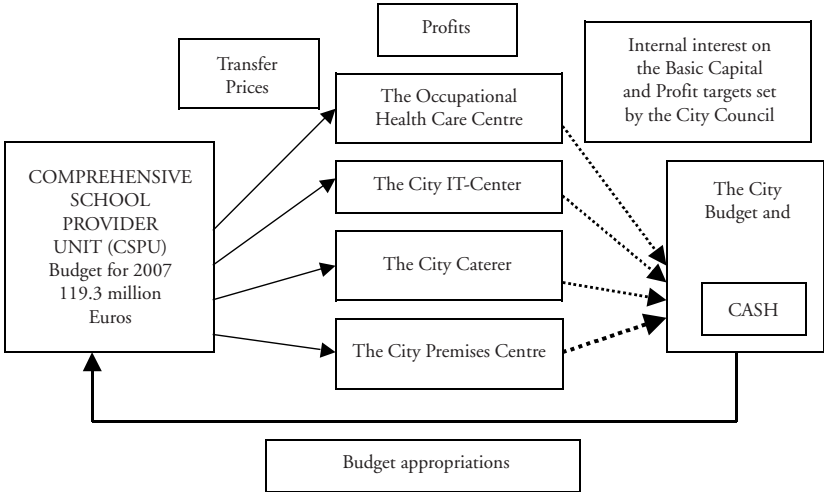 Profits
Transfer
Prices
Internal interest on
the Basic Capital
and Profit targets set
by the City Council
The Occupational
Health Care Centre
COMPREHENSIVE
SCHOOL
PROVIDER
UNIT (CSPU)
Budget for 2007
119.3 million
Euros
The City IT-Center
The City Caterer
The City Premises Centre
The City
Budget and
CASH
Budget appropriations